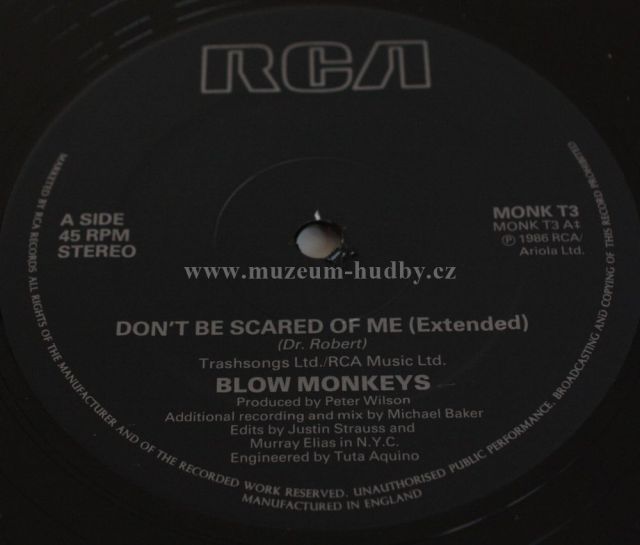 RCA
A SIDE
45 RPM
STEREO
MONK T3
MONK T3 A‡
℗ 1986 RCA/
Ariola Ltd.
www.muzeum-hudby.cz
DON'T BE SCARED OF ME (Extended)
(Dr. Robert)
Trashsongs Ltd./RCA Music Ltd.
BLOW MONKEYS
Produced by Peter Wilson
Additional recording and mix by Michael Baker
Edits by Justin Strauss and
Murray Elias in N.Y.C.
Engineered by Tuta Aquino
MARKETED BY RCA RECORDS ALL RIGHTS OF THE MANUFACTURER AND OF THE RECORDED WORK RESERVED. UNAUTHORISED PUBLIC PERFORMANCE, BROADCASTING AND COPYING OF THIS RECORD PROHIBITED
MANUFACTURED IN ENGLAND